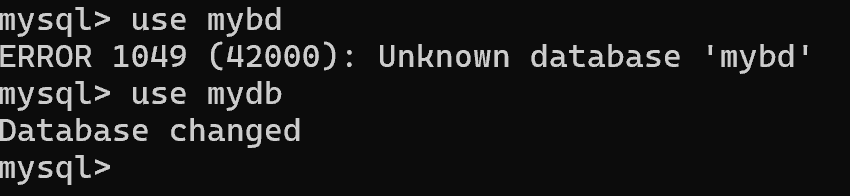 mysql> use mybd
ERROR 1049 (42000): Unknown database 'mybd'
mysql> use mydb
Database changed
mysql>